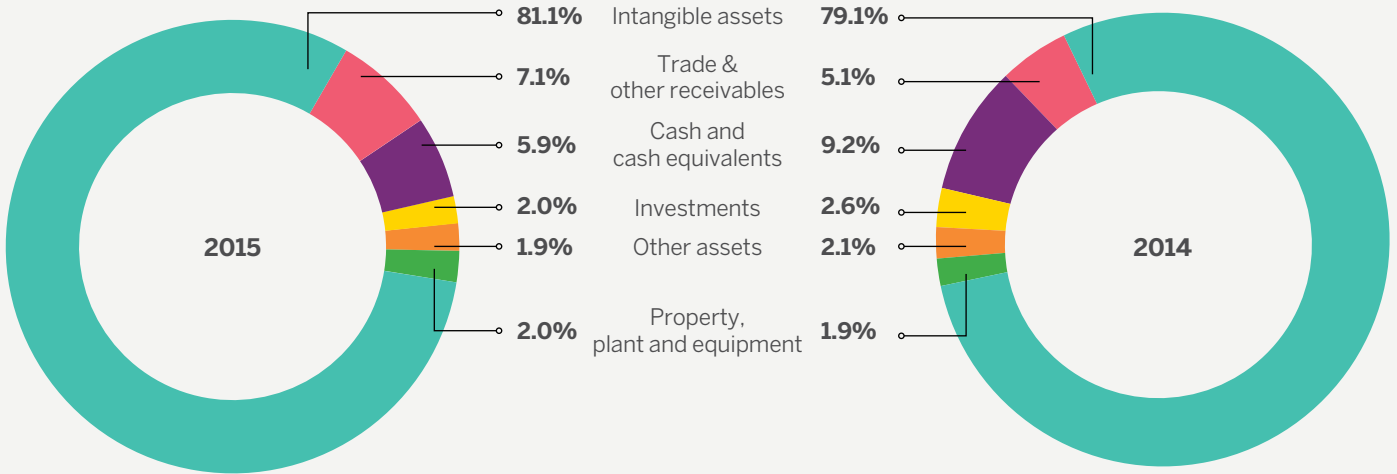 81.1% Intangible assets 79.1%
7.1% Trade & 5.1%
other receivables
5.9% Cash and 9.2%
cash equivalents
2.0% Investments 2.6%
2015 1.9% Other assets 2.1% 2014
2.0% Property, 1.9%
plant and equipment